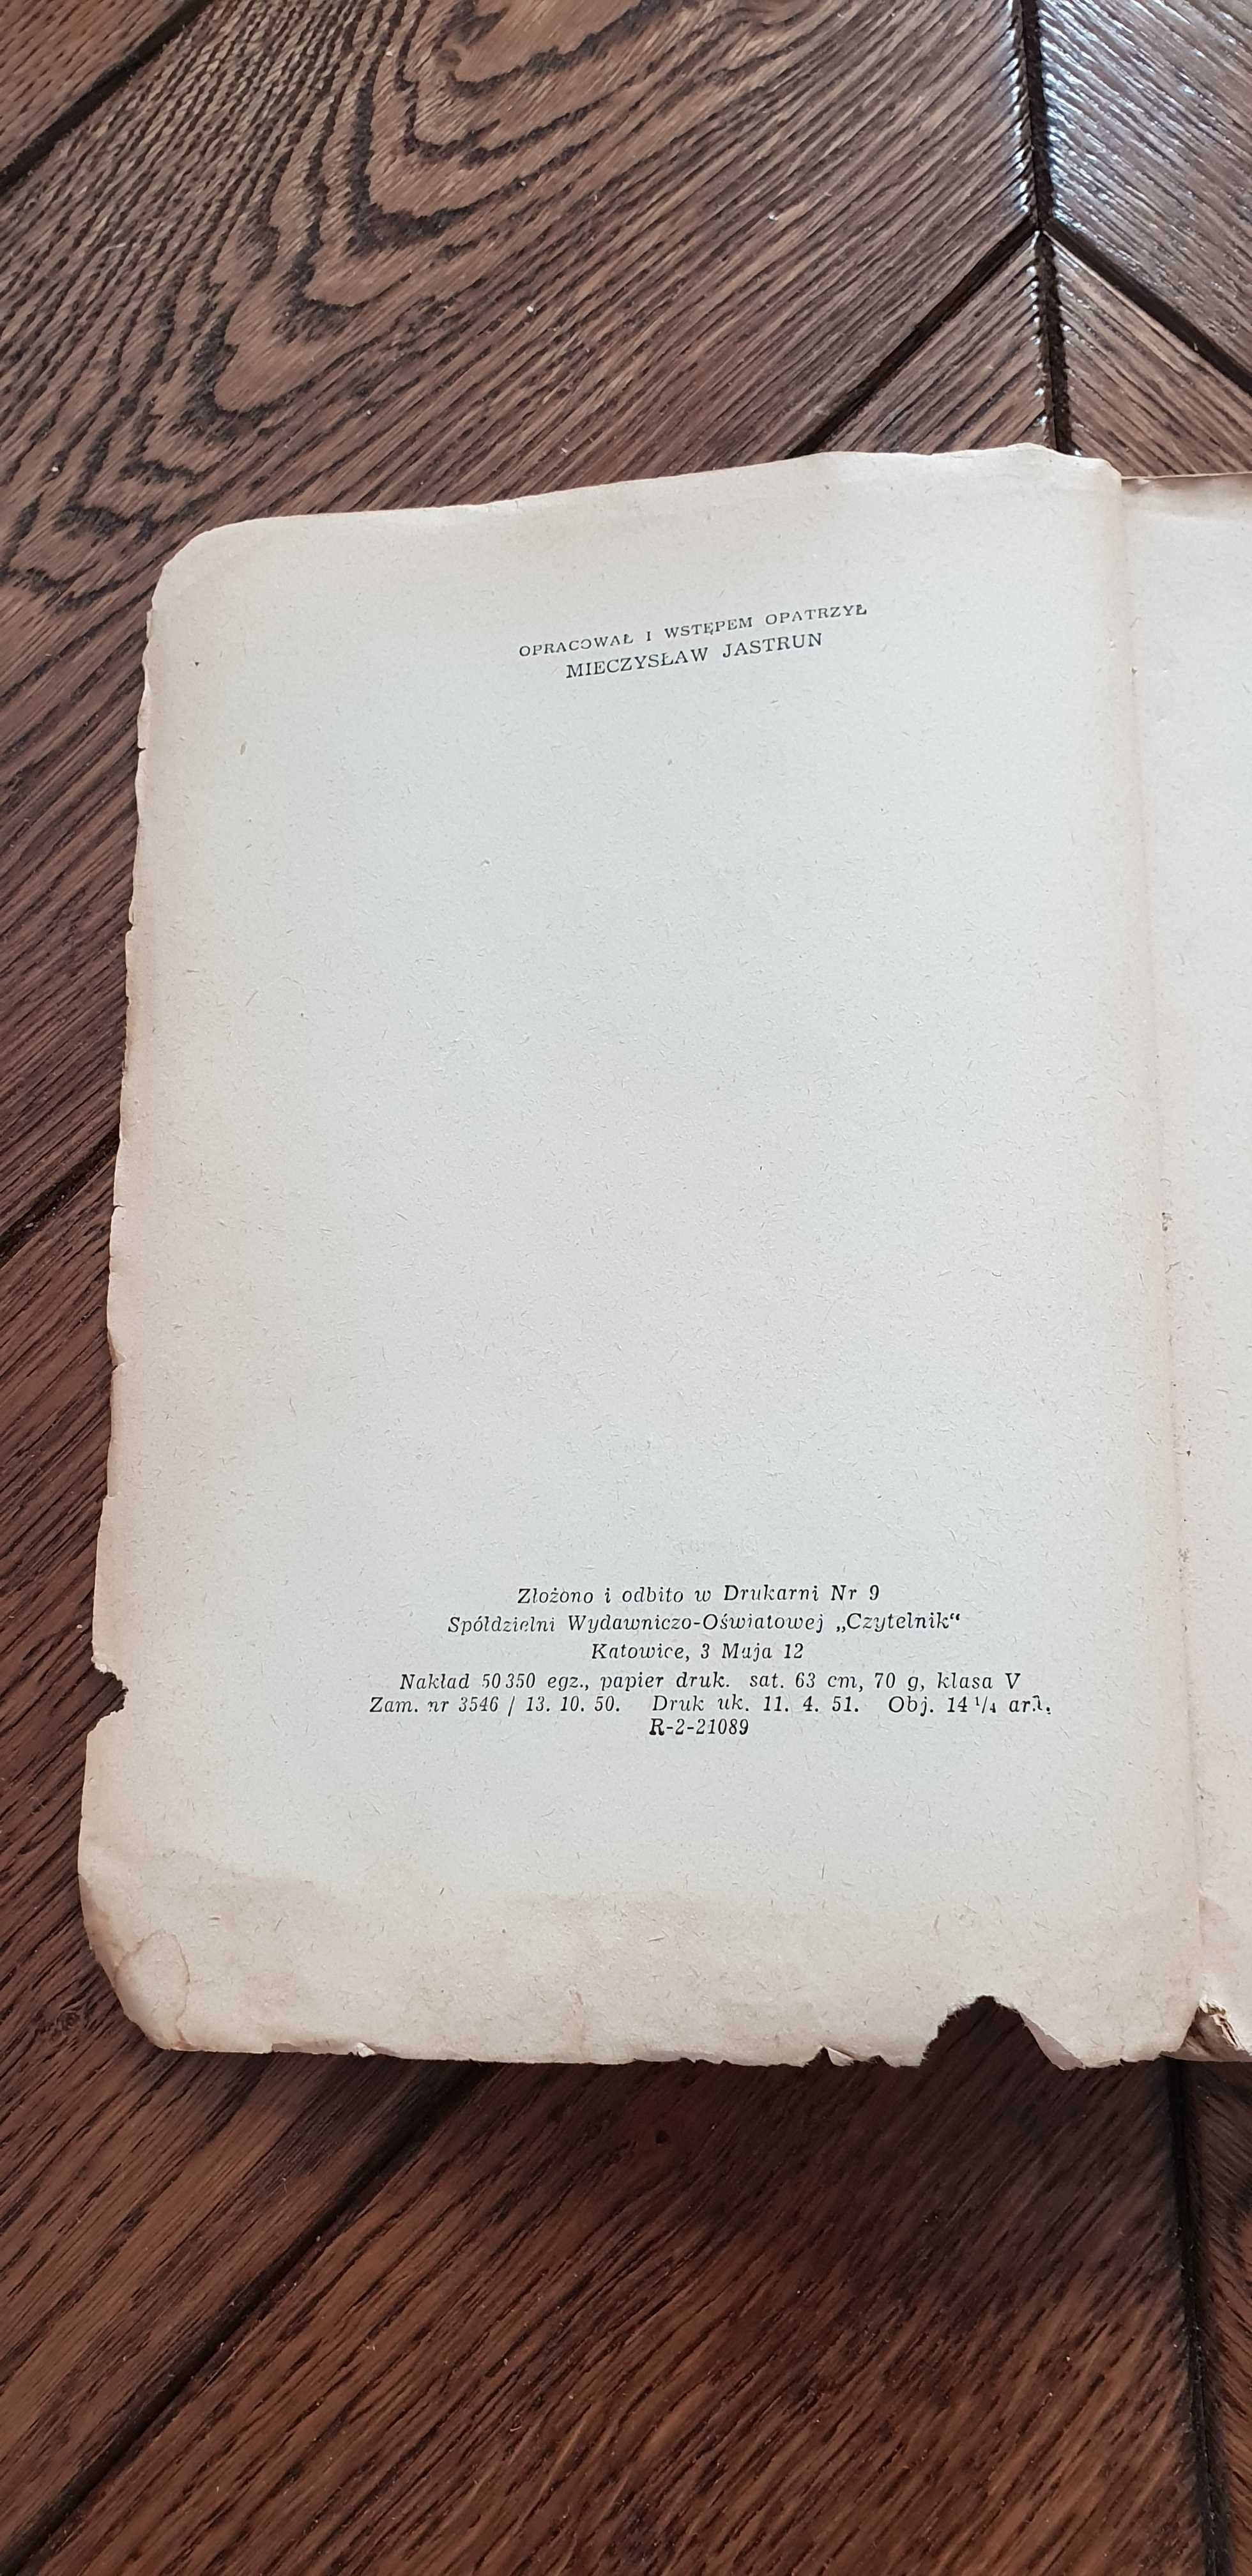 OPRACOWAŁ I WSTĘPEM OPATRZYŁ
MIECZYSŁAW JASTRUN
Złożono i odbito w Drukarni Nr 9
Spółdzielni Wydawniczo-Oświatowej „Czytelnik“
Katowice, 3 Maja 12
Nakład 50350 egz., papier druk. sat. 63 cm, 70 g, klasa V
Zam. nr 3546 / 13. 10. 50. Druk uk. 11. 4. 51. Obj. 14 ¹/₄ ark.
R-2-21089